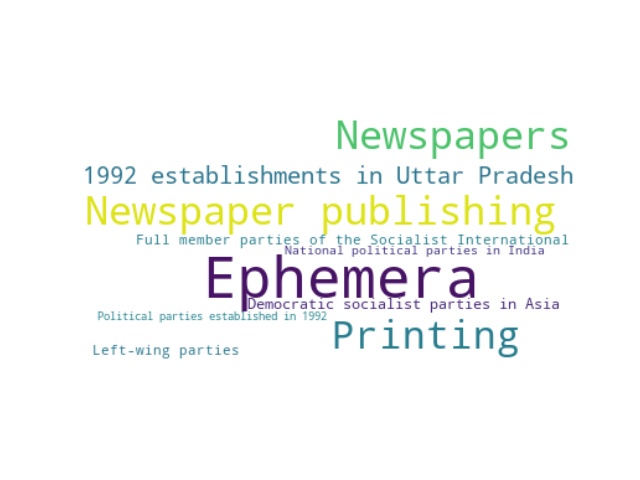 Newspapers
1992 establishments in Uttar Pradesh
Newspaper publishing
Full member parties of the Socialist International
National political parties in India
Ephemera
Democratic socialist parties in Asia
Political parties established in 1992
Printing
Left-wing parties